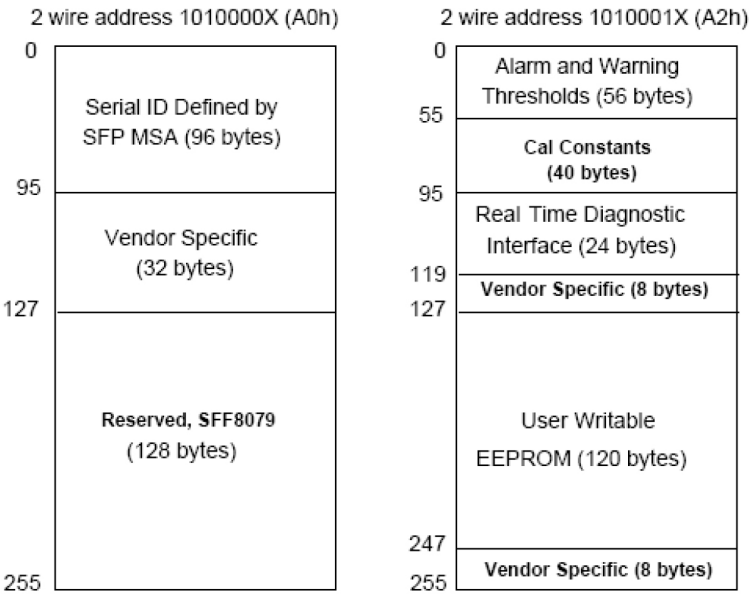 2 wire address 1010000X (A0h)
0
Serial ID Defined by
SFP MSA (96 bytes)
95
Vendor Specific
(32 bytes)
127
Reserved, SFF8079
(128 bytes)
255
2 wire address 1010001X (A2h)
0
Alarm and Warning
Thresholds (56 bytes)
55
Cal Constants
(40 bytes)
95
Real Time Diagnostic
Interface (24 bytes)
119
Vendor Specific (8 bytes)
127
User Writable
EEPROM (120 bytes)
247
Vendor Specific (8 bytes)
255